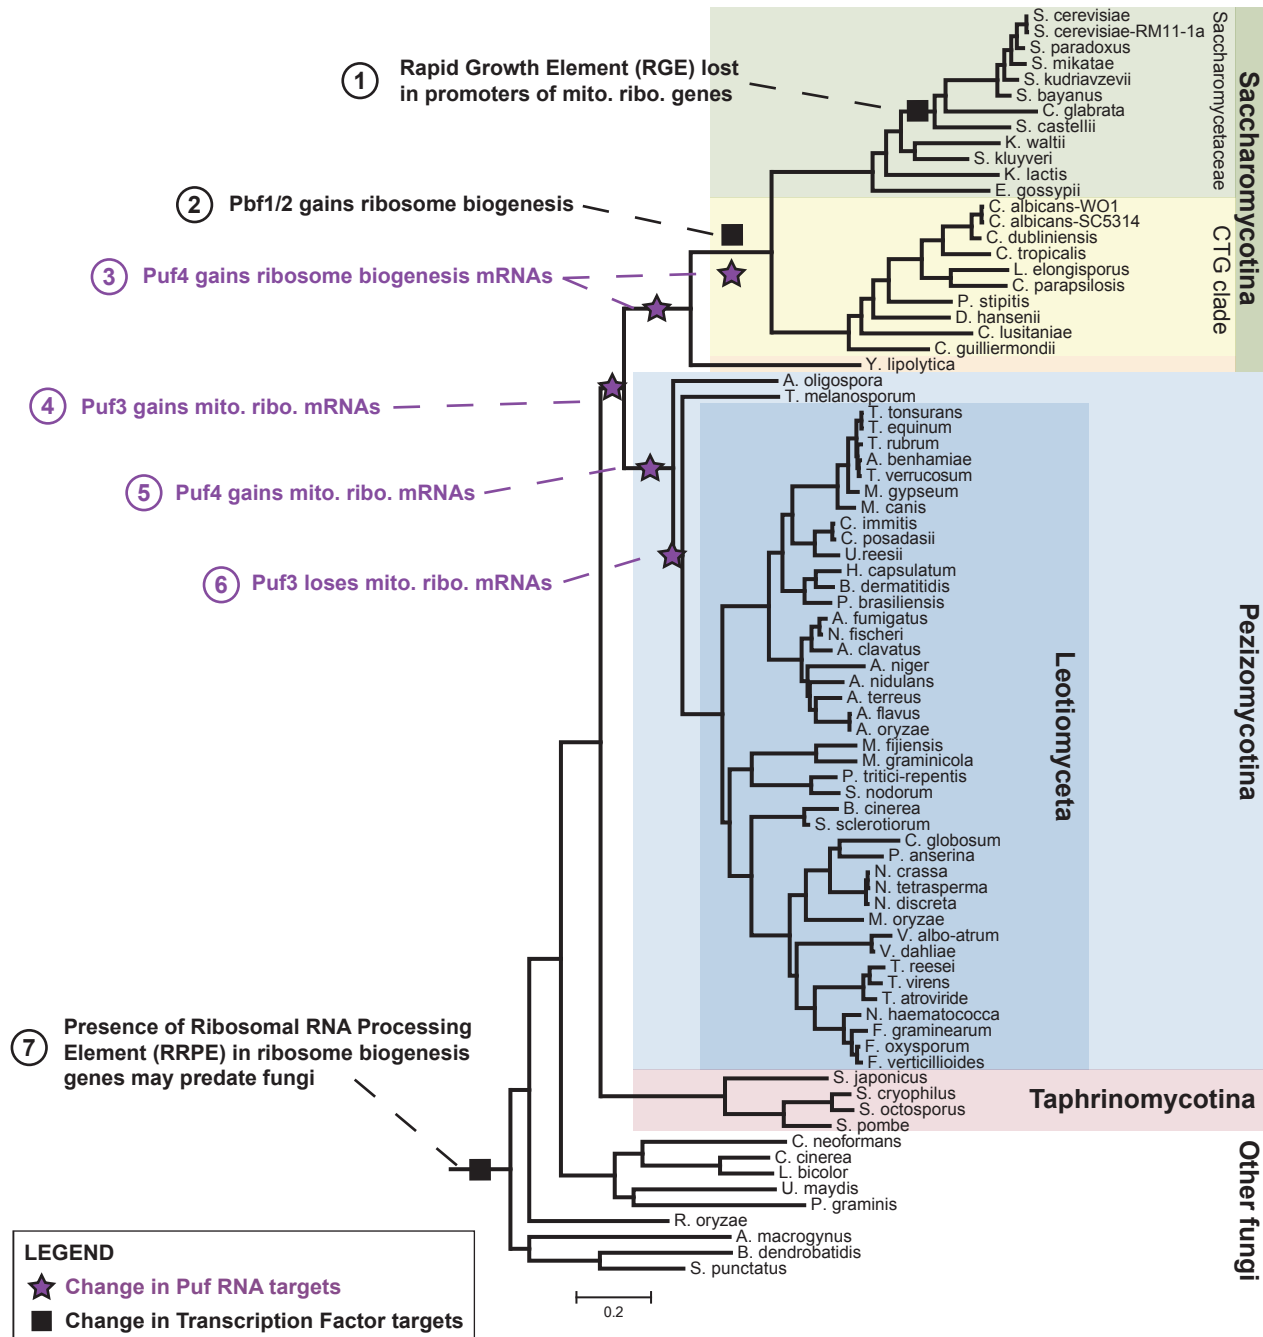 1
Rapid Growth Element (RGE) lost
in promoters of mito. ribo. genes
2
Pbf1/2 gains ribosome biogenesis
3
Puf4 gains ribosome biogenesis mRNAs
4
Puf3 gains mito. ribo. mRNAs
5
Puf4 gains mito. ribo. mRNAs
6
Puf3 loses mito. ribo. mRNAs
7
Presence of Ribosomal RNA Processing
Element (RRPE) in ribosome biogenesis
genes may predate fungi
S. cerevisiae
S. cerevisiae-RM11-1a
S. paradoxus
S. mikatae
S. kudriavzevii
S. bayanus
C. glabrata
S. castellii
K. waltii
S. kluyveri
K. lactis
E. gossypii
C. albicans-WO1
C. albicans-SC5314
C. dubliniensis
C. tropicalis
L. elongisporus
C. parapsilosis
P. stipitis
D. hansenii
C. lusitaniae
C. guilliermondii
Y. lipolytica
A. oligospora
T. melanosporum
T. tonsurans
T. equinum
T. rubrum
A. benhamiae
T. verrucosum
M. gypseum
M. canis
C. immitis
C. posadasii
U.reesii
H. capsulatum
B. dermatitidis
P. brasiliensis
A. fumigatus
N. fischeri
A. clavatus
A. niger
A. nidulans
A. terreus
A. flavus
A. oryzae
M. fijiensis
M. graminicola
P. tritici-repentis
S. nodorum
B. cinerea
S. sclerotiorum
C. globosum
P. anserina
N. crassa
N. tetrasperma
N. discreta
M. oryzae
V. albo-atrum
V. dahliae
T. reesei
T. virens
T. atroviride
N. haematococca
F. graminearum
F. oxysporum
F. verticillioides
S. japonicus
S. cryophilus
S. octosporus
S. pombe
C. neoformans
C. cinerea
L. bicolor
U. maydis
P. graminis
R. oryzae
A. macrogynus
B. dendrobatidis
S. punctatus
Saccharomycetaceae
CTG clade
Saccharomycotina
Leotiomyceta
Pezizomycotina
Taphrinomycotina
Other fungi
LEGEND
Change in Puf RNA targets
Change in Transcription Factor targets
0.2